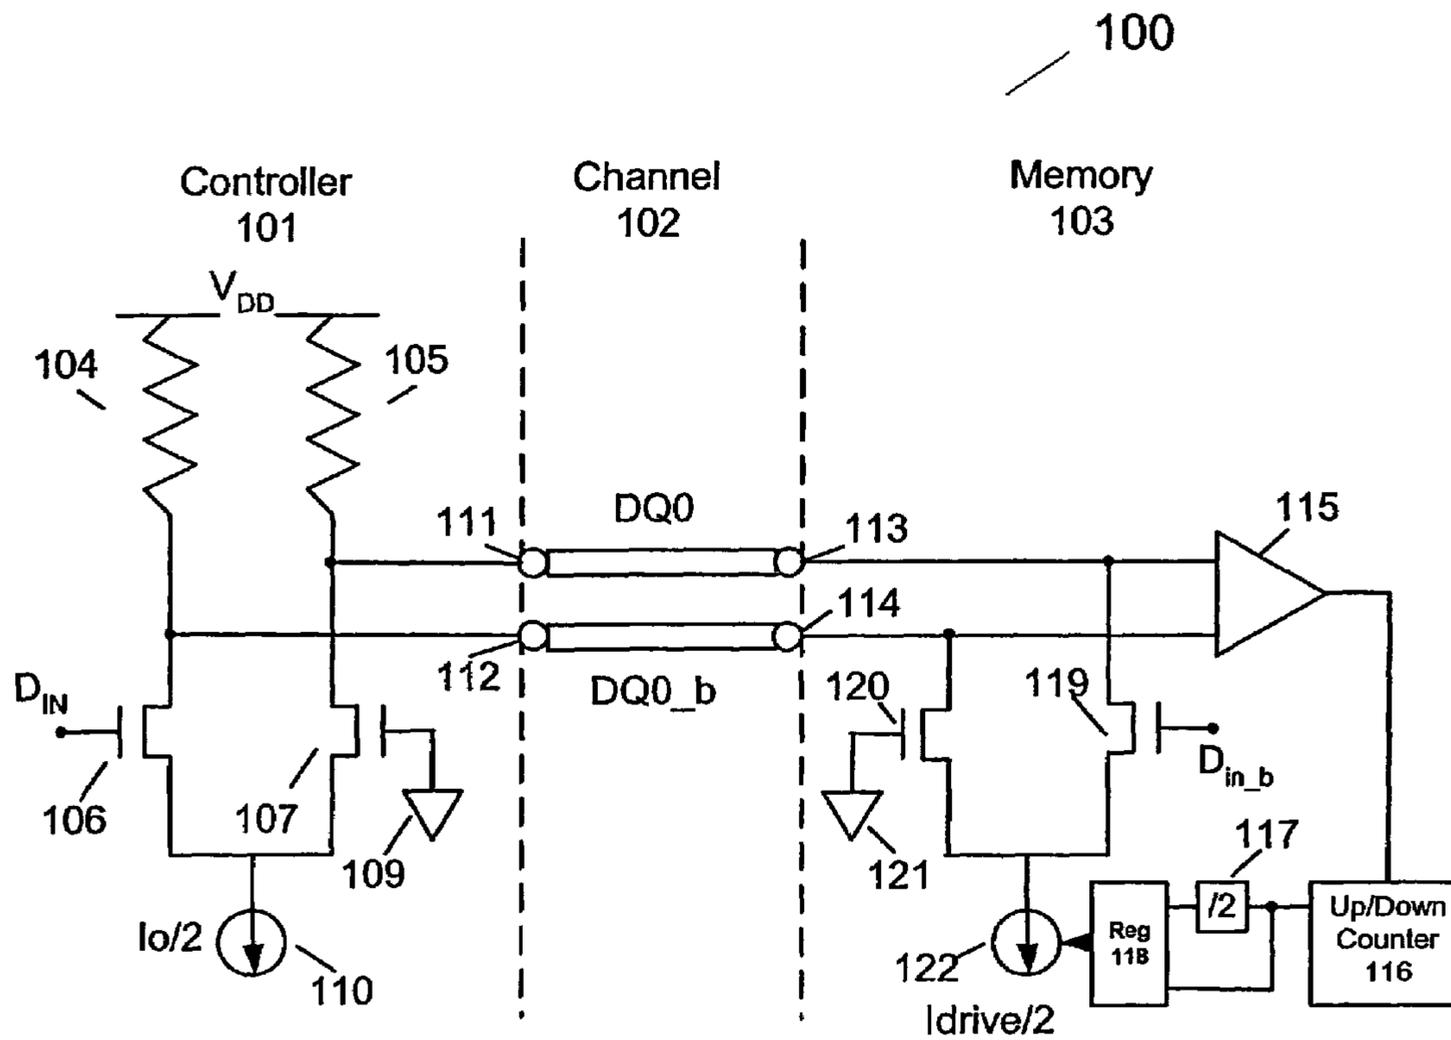 100
Controller
101
Channel
102
Memory
103
VDD
104
105
DQ0
111
113
115
114
112
DQ0_b
DIN
120
119
Din_b
106
107
109
121
117
/2
Up/Down
Counter
116
Reg
118
Io/2
110
122
Idrive/2